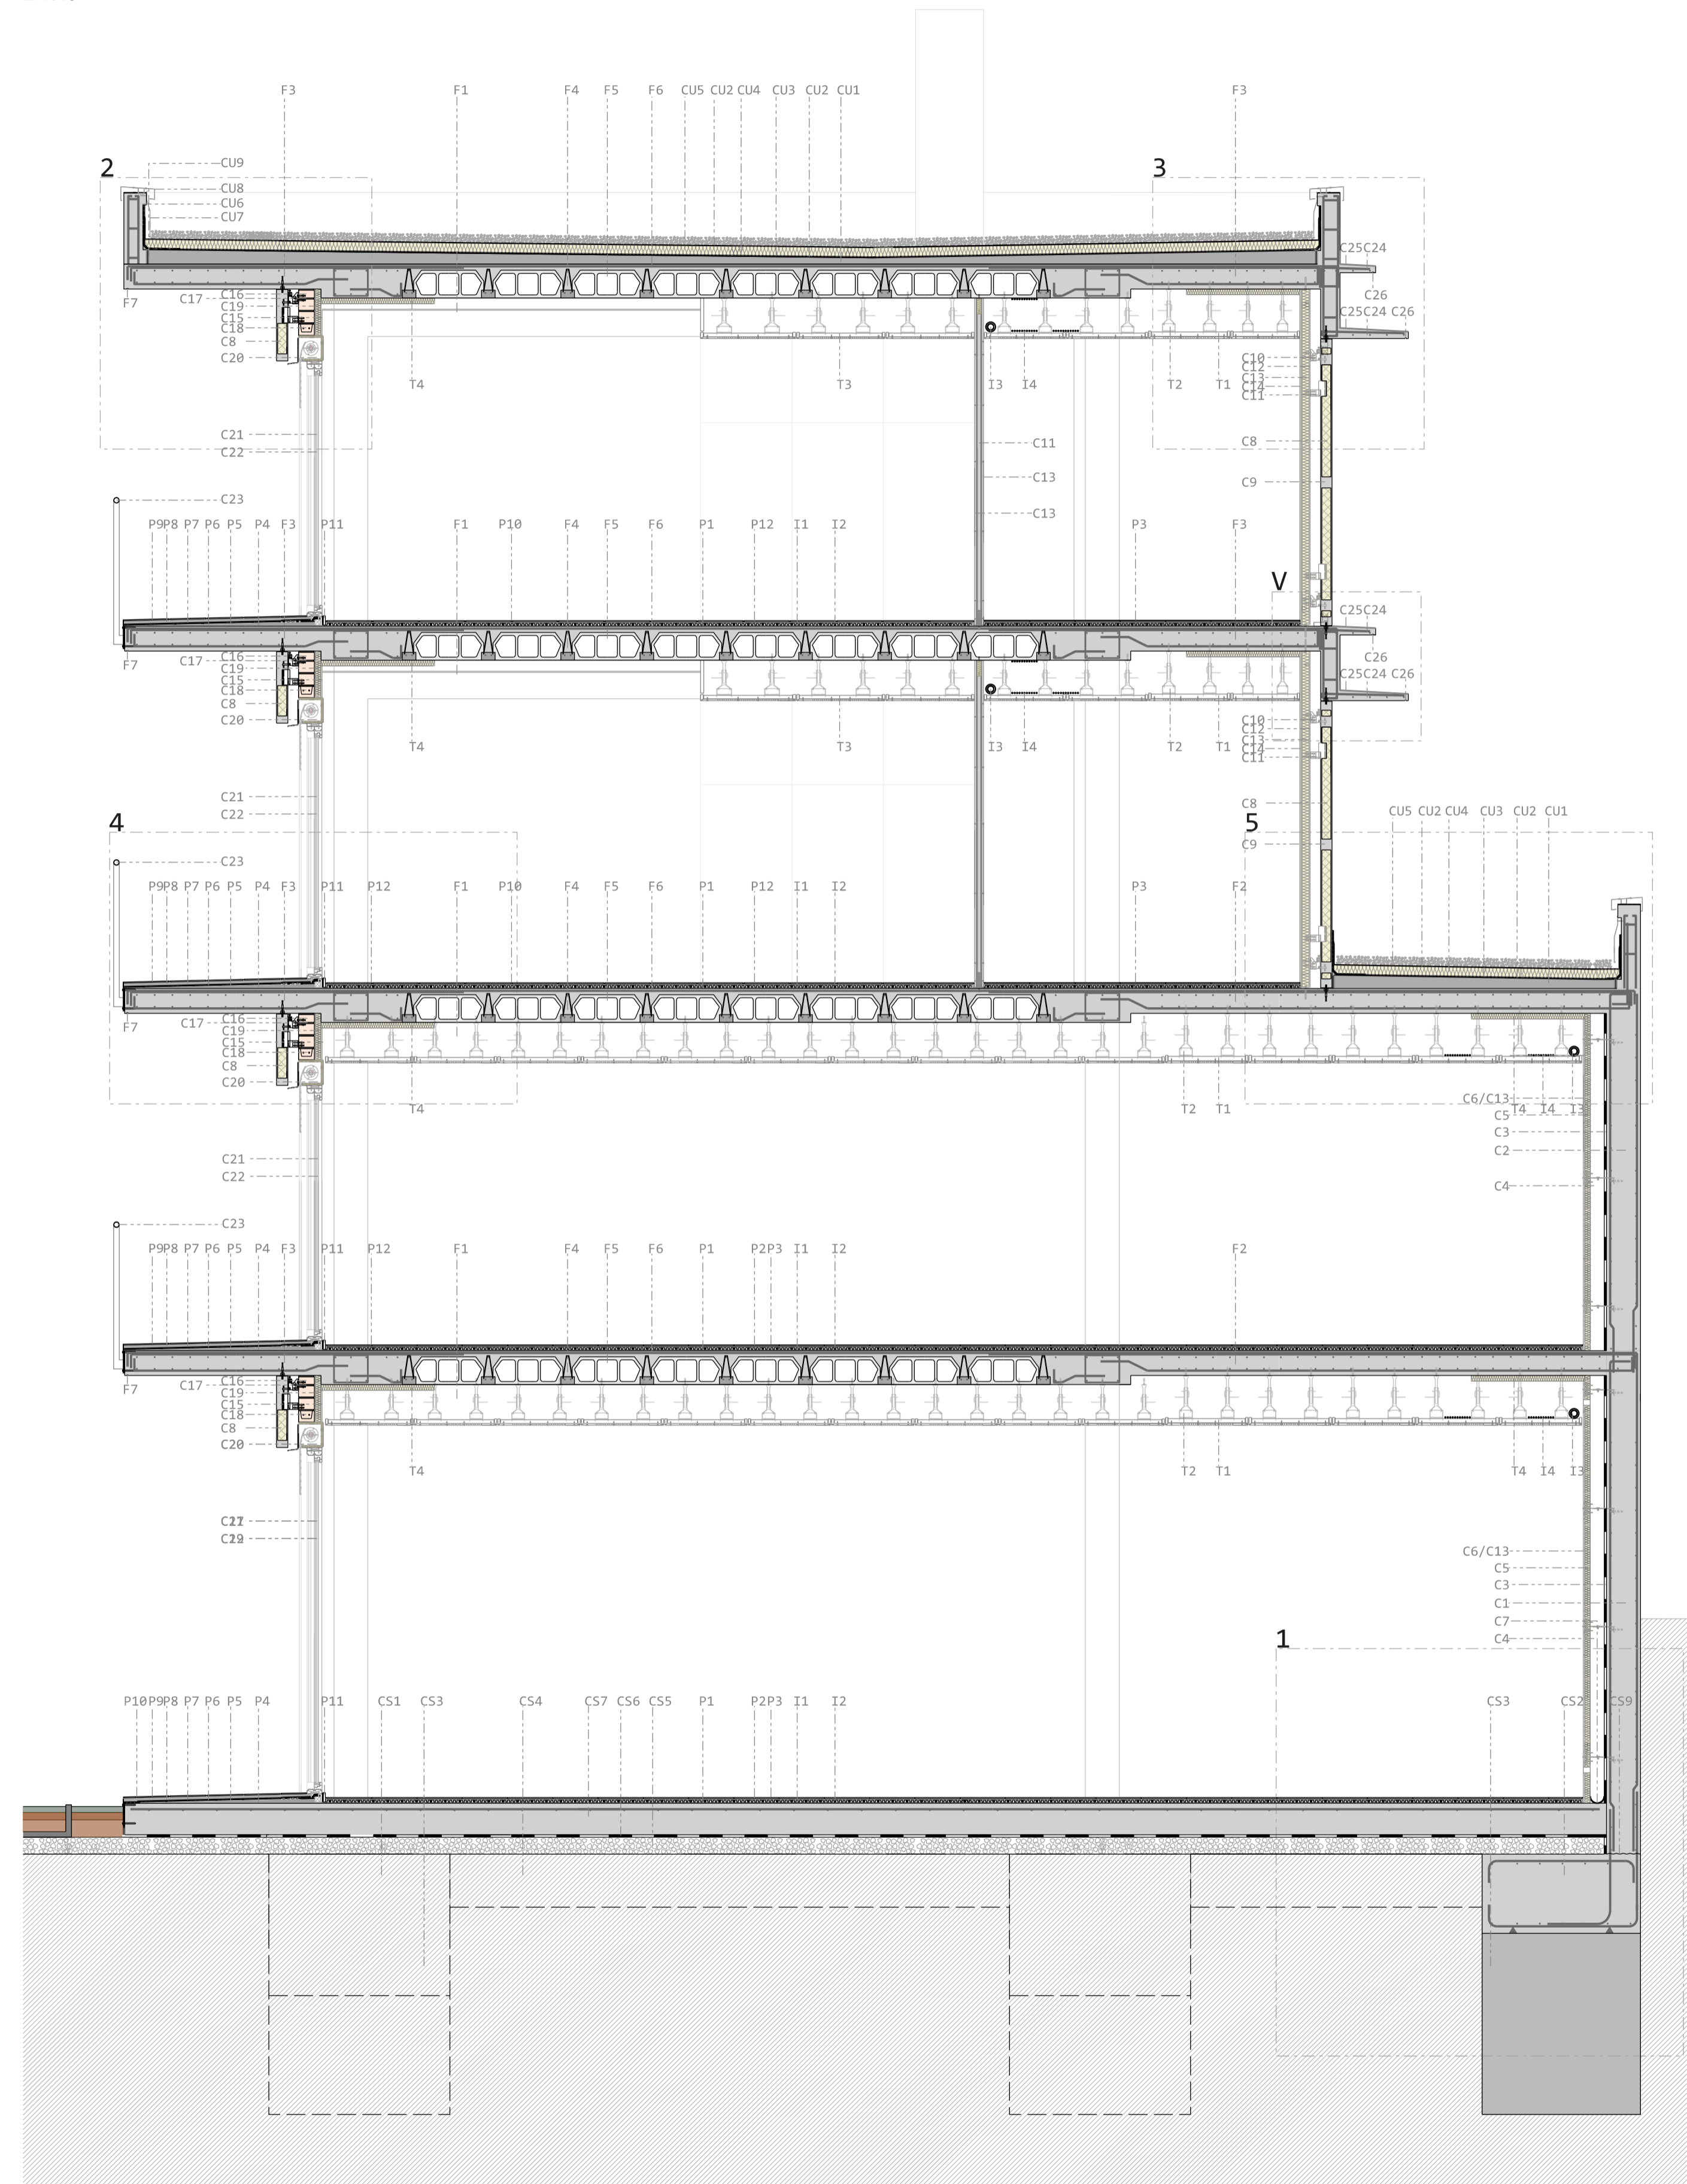 F3 F1 F4 F5 F6 CU5 CU2 CU4 CU3 CU2 CU1 F3
2 3
CU9
CU8
CU6
CU7
C25C24
F7 C17 C16 C26
C19
C15 C25C24 C26
C18
C8
C20 C10
C12
C13
T4 T3 I3 I4 T2 T1 C14
C11
C21 C11 C8
C22
C13 C9
C23
C13
P9P8 P7 P6 P5 P4 F3 P11 F1 P10 F4 F5 F6 P1 P12 I1 I2 P3 F3
V
C25C24
F7 C17 C16 C26
C19
C15 C25C24 C26
C18
C8
C20 C10
C12
C13
T4 T3 I3 I4 T2 T1 C14
C11
C21 C8
C22 CU5 CU2 CU4 CU3 CU2 CU1
4 5
C9
C23
P9P8 P7 P6 P5 P4 F3 P11 P12 F1 P10 F4 F5 F6 P1 P12 I1 I2 P3 F2
F7 C17 C16
C19
C15
C18
C8
C20
C6/C13
T4 T2 T1 T4 I4 I3
C5
C3
C2
C21
C22 C4
C23
P9P8 P7 P6 P5 P4 F3 P11 P12 F1 F4 F5 F6 P1 P2P3 I1 I2 F2
F7 C17 C16
C19
C15
C18
C8
C20
T4 T2 T1 T4 I4 I3
C6/C13
C5
C3
C1
C7
C4
1
P10P9P8 P7 P6 P5 P4 P11 CS1 CS3 CS4 CS7 CS6 CS5 P1 P2P3 I1 I2 CS3 CS2 CS9